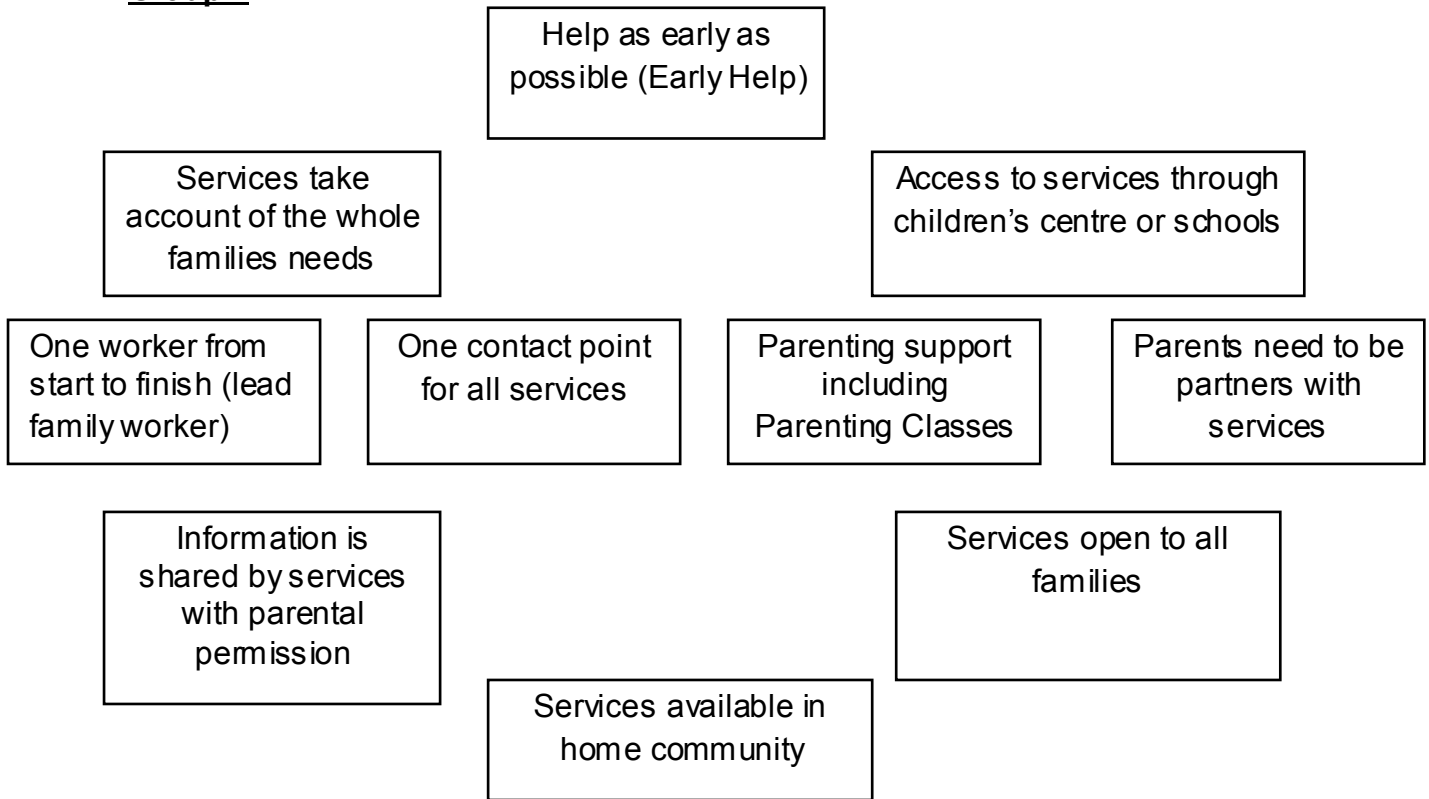 Help as early as
possible (Early Help)
Services take
account of the whole
families needs
Access to services through
children's centre or schools
One worker from
start to finish (lead
family worker)
One contact point
for all services
Parenting support
including
Parenting Classes
Parents need to be
partners with
services
Information is
shared by services
with parental
permission
Services open to all
families
Services available in
home community